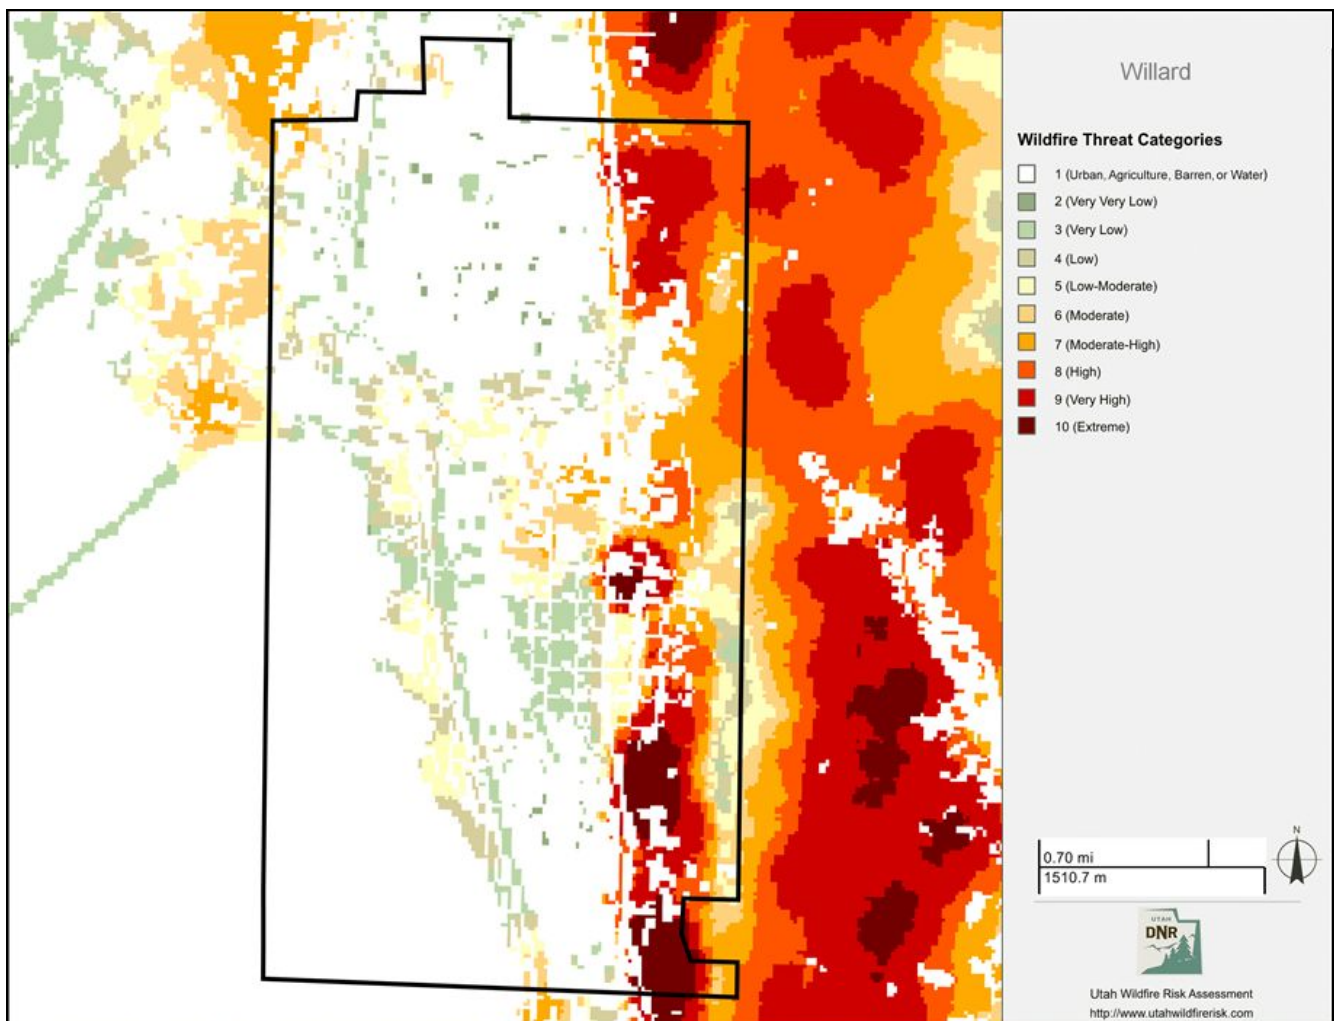 Willard
Wildfire Threat Categories
1 (Urban, Agriculture, Barren, or Water)
2 (Very Very Low)
3 (Very Low)
4 (Low)
5 (Low-Moderate)
6 (Moderate)
7 (Moderate-High)
8 (High)
9 (Very High)
10 (Extreme)
N
0.70 mi
1510.7 m
UTAH
DNR
Utah Wildfire Risk Assessment
http://www.utahwildfirerisk.com